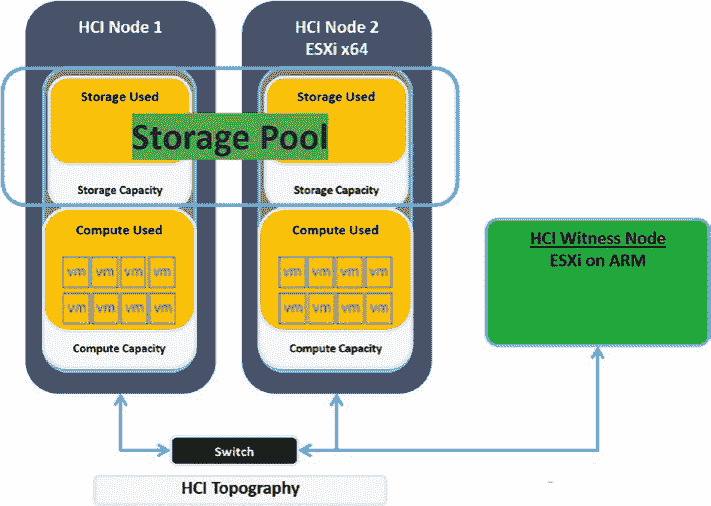 HCI Node 1
HCI Node 2
ESXi x64
Storage Used
Storage Used
Storage Pool
Storage Capacity
Storage Capacity
Compute Used
Compute Used
vm vm vm vm
vm vm vm vm
vm vm vm vm
vm vm vm vm
Compute Capacity
Compute Capacity
HCI Witness Node
ESXi on ARM
Switch
HCI Topography